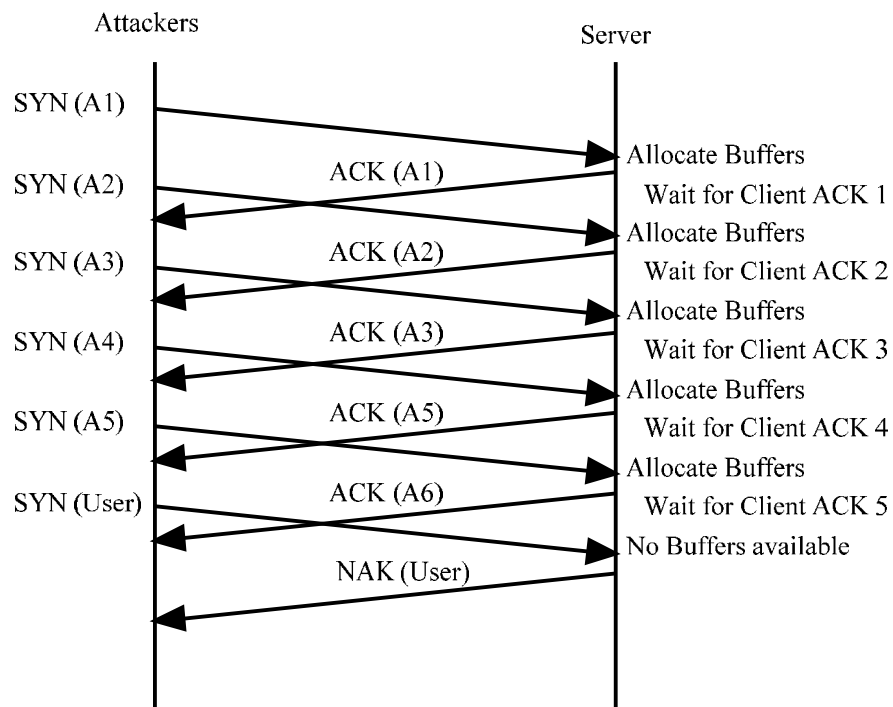 Attackers
Server
SYN (A1)
Allocate Buffers
ACK (A1)
SYN (A2)
Wait for Client ACK 1
Allocate Buffers
ACK (A2)
SYN (A3)
Wait for Client ACK 2
Allocate Buffers
ACK (A3)
SYN (A4)
Wait for Client ACK 3
Allocate Buffers
ACK (A5)
SYN (A5)
Wait for Client ACK 4
Allocate Buffers
ACK (A6)
SYN (User)
Wait for Client ACK 5
No Buffers available
NAK (User)